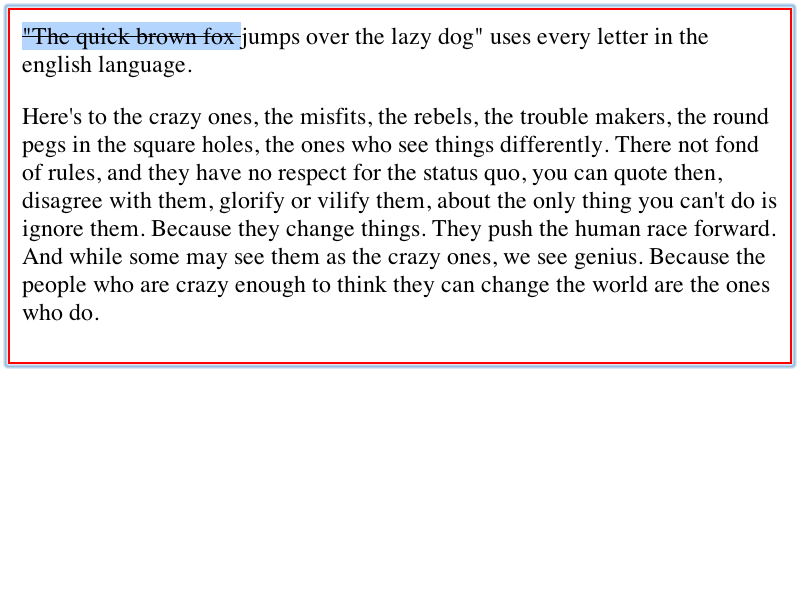 "The quick brown fox jumps over the lazy dog" uses every letter in the
english language.
Here's to the crazy ones, the misfits, the rebels, the trouble makers, the round
pegs in the square holes, the ones who see things differently. There not fond
of rules, and they have no respect for the status quo, you can quote then,
disagree with them, glorify or vilify them, about the only thing you can't do is
ignore them. Because they change things. They push the human race forward.
And while some may see them as the crazy ones, we see genius. Because the
people who are crazy enough to think they can change the world are the ones
who do.